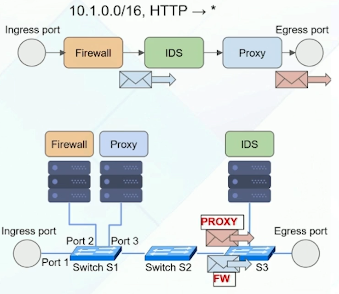 10.1.0.0/16, HTTP → *
Ingress port
Egress port
Firewall
IDS
Proxy
Firewall
Proxy
IDS
Ingress port
PROXY
Egress port
Port 2
Port 3
Port 1
Switch S1
Switch S2
FW
S3